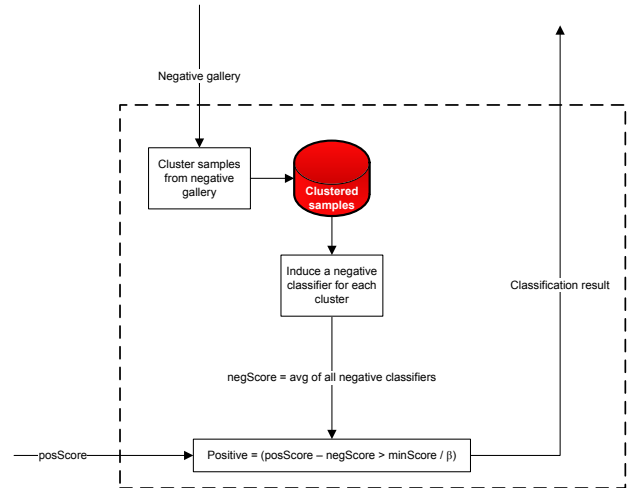 Negative gallery
Cluster samples
from negative
gallery
Clustered
samples
Induce a negative
classifier for each
cluster
Classification result
negScore = avg of all negative classifiers
posScore
Positive = (posScore – negScore > minScore / β)